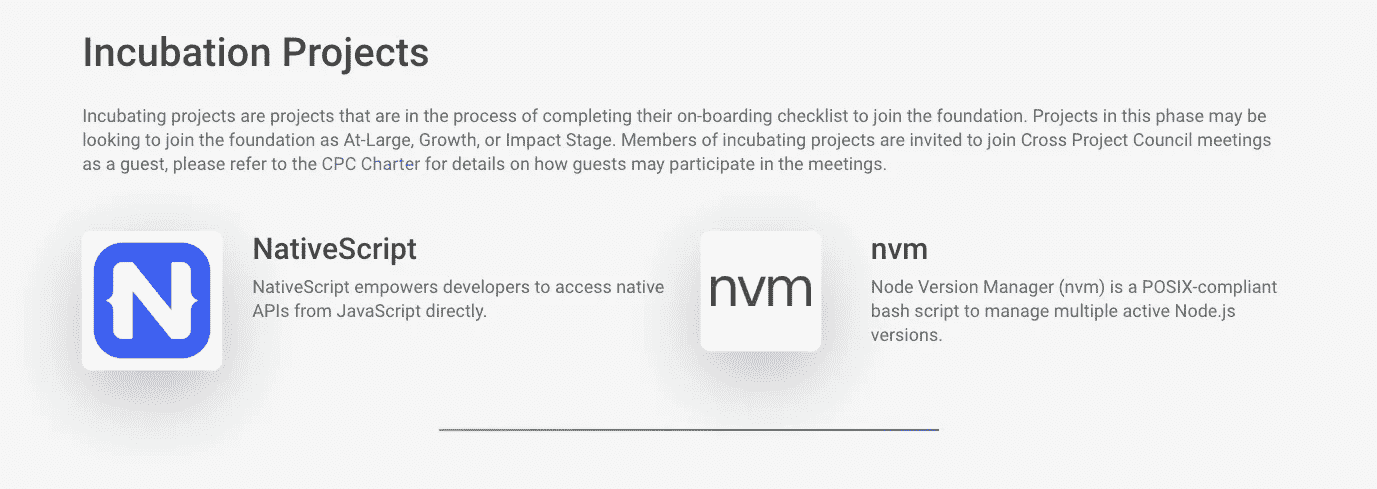 Incubation Projects
Incubating projects are projects that are in the process of completing their on-boarding checklist to join the foundation. Projects in this phase may be
looking to join the foundation as At-Large, Growth, or Impact Stage. Members of incubating projects are invited to join Cross Project Council meetings
as a guest, please refer to the CPC Charter for details on how guests may participate in the meetings.
N
NativeScript
NativeScript empowers developers to access native
APIs from JavaScript directly.
nvm
nvm
Node Version Manager (nvm) is a POSIX-compliant
bash script to manage multiple active Node.js
versions.